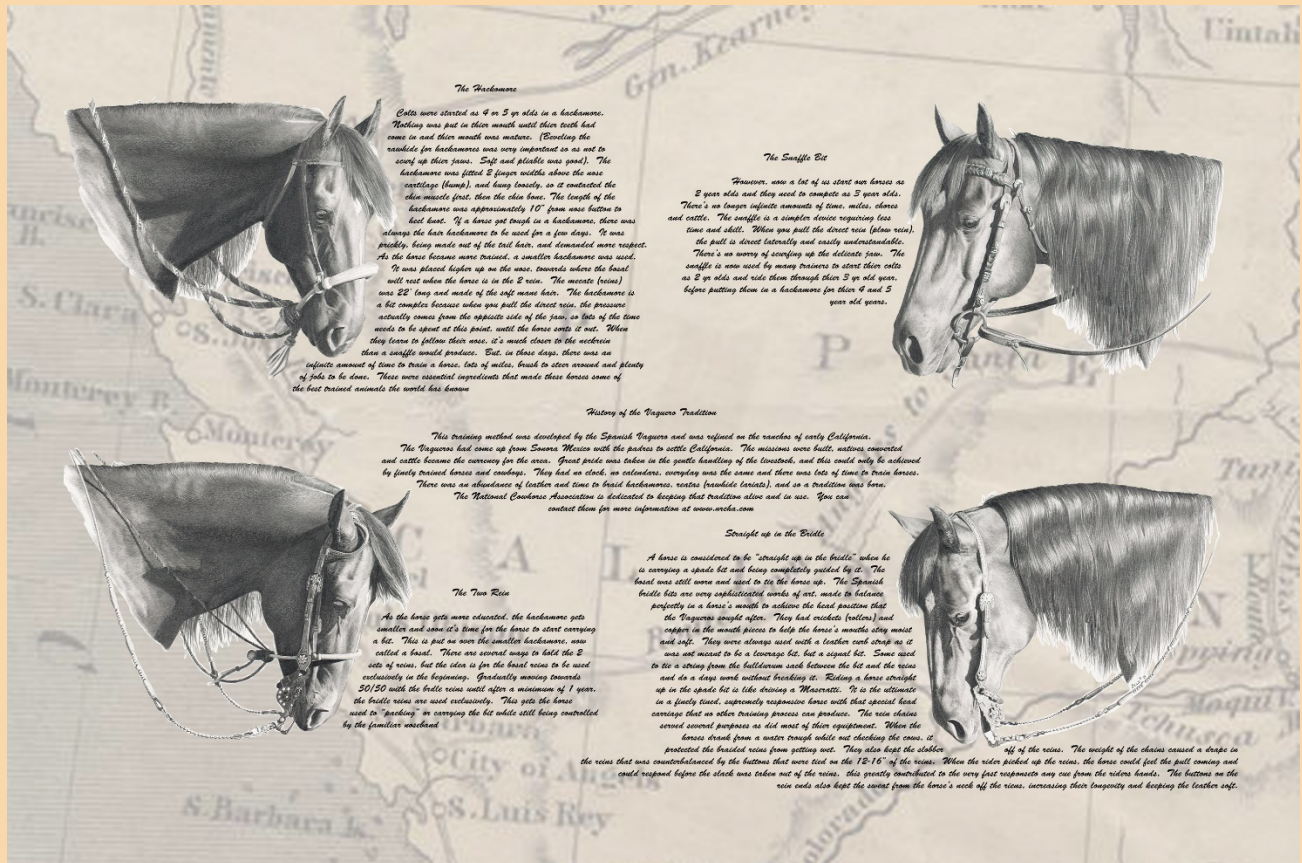 The Hackamore
Colts were started as 4 or 5 yr olds in a hackamore.
Nothing was put in thier mouth until thier teeth had
come in and thier mouth was mature. (Beveling the
rawhide for hackamores was very important so as not to
scurf up thier jaws. Soft and pliable was good). The
hackamore was fitted 2 finger widths above the nose
cartilage (bump), and hung loosely, so it contacted the
chin muscle first, then the chin bone. The length of the
hackamore was approximately 10" from nose button to
heel knot. If a horse got tough in a hackamore, there was
always the hair hackamore to be used for a few days. It was
prickly, being made out of the tail hair, and demanded more respect.
As the horse became more trained, a smaller hackamore was used.
It was placed higher up on the nose, towards where the bosal
will rest when the horse is in the 2 rein. The mecate (reins)
was 22' long and made of the soft mane hair. The hackamore is
a bit complex because when you pull the direct rein, the pressure
actually comes from the oppisite side of the jaw, so lots of the time
needs to be spent at this point, until the horse sorts it out. When
they learn to follow their nose, it's much closer to the neckrein
than a snaffle would produce. But, in those days, there was an
infinite amount of time to train a horse, lots of miles, brush to steer around and plenty
of jobs to be done. These were essential ingredients that made these horses some of
the best trained animals the world has known
The Snaffle Bit
However, now a lot of us start our horses as
2 year olds and they need to compete as 3 year olds.
There's no longer infinite amounts of time, miles, chores
and cattle. The snaffle is a simpler device requiring less
time and skill. When you pull the direct rein (plow rein),
the pull is direct laterally and easily understandable.
There's no worry of scurfing up the delicate jaw. The
snaffle is now used by many trainers to start thier colts
as 2 yr olds and ride them through thier 3 yr old year,
before putting them in a hackamore for thier 4 and 5
year old years.
History of the Vaquero Tradition
This training method was developed by the Spanish Vaquero and was refined on the ranchos of early California.
The Vaqueros had come up from Sonora Mexico with the padres to settle California. The missions were built, natives converted
and cattle became the currency for the area. Great pride was taken in the gentle handling of the livestock, and this could only be achieved
by finely trained horses and cowboys. They had no clock, no calendars, everyday was the same and there was lots of time to train horses.
There was an abundance of leather and time to braid hackamores, reatas (rawhide lariats), and so a tradition was born.
The National Cowhorse Association is dedicated to keeping that tradition alive and in use. You can
contact them for more information at www.nrcha.com
The Two Rein
As the horse gets more educated, the hackamore gets
smaller and soon it's time for the horse to start carrying
a bit. This is put on over the smaller hackamore, now
called a bosal. There are several ways to hold the 2
sets of reins, but the idea is for the bosal reins to be used
exclusively in the beginning. Gradually moving towards
50/50 with the brdle reins until after a minimum of 1 year,
the bridle reins are used exclusively. This gets the horse
used to "packing" or carrying the bit while still being controlled
by the familiar noseband
Straight up in the Bridle
A horse is considered to be "straight up in the bridle" when he
is carrying a spade bit and being completely guided by it. The
bosal was still worn and used to tie the horse up. The Spanish
bridle bits are very sophisticated works of art, made to balance
perfectly in a horse's mouth to achieve the head position that
the Vaqueros sought after. They had crickets (rollers) and
copper in the mouth pieces to help the horse's mouths stay moist
and soft. They were always used with a leather curb strap as it
was not meant to be a leverage bit, but a signal bit. Some used
to tie a string from the bulldurum sack between the bit and the reins
and do a days work without breaking it. Riding a horse straight
up in the spade bit is like driving a Maseratti. It is the ultimate
in a finely tined, supremely responsive horse with that special head
carriage that no other training process can produce. The rein chains
served several purposes as did most of thier equiptment. When the
horses drank from a water trough while out checking the cows, it
protected the braided reins from getting wet. They also kept the slobber off of the reins. The weight of the chains caused a drape in
the reins that was counterbalanced by the buttons that were tied on the 12-16" of the reins. When the rider picked up the reins, the horse could feel the pull coming and
could respond before the slack was taken out of the reins. this greatly contributed to the very fast responseto any cue from the riders hands. The buttons on the
rein ends also kept the sweat from the horse's neck off the riens, increasing their longevity and keeping the leather soft.
Gen. Kearney
Uintah
S. Clara
Monterey P.
Monterey
City of Angels
S. Luis Rey
S. Barbara